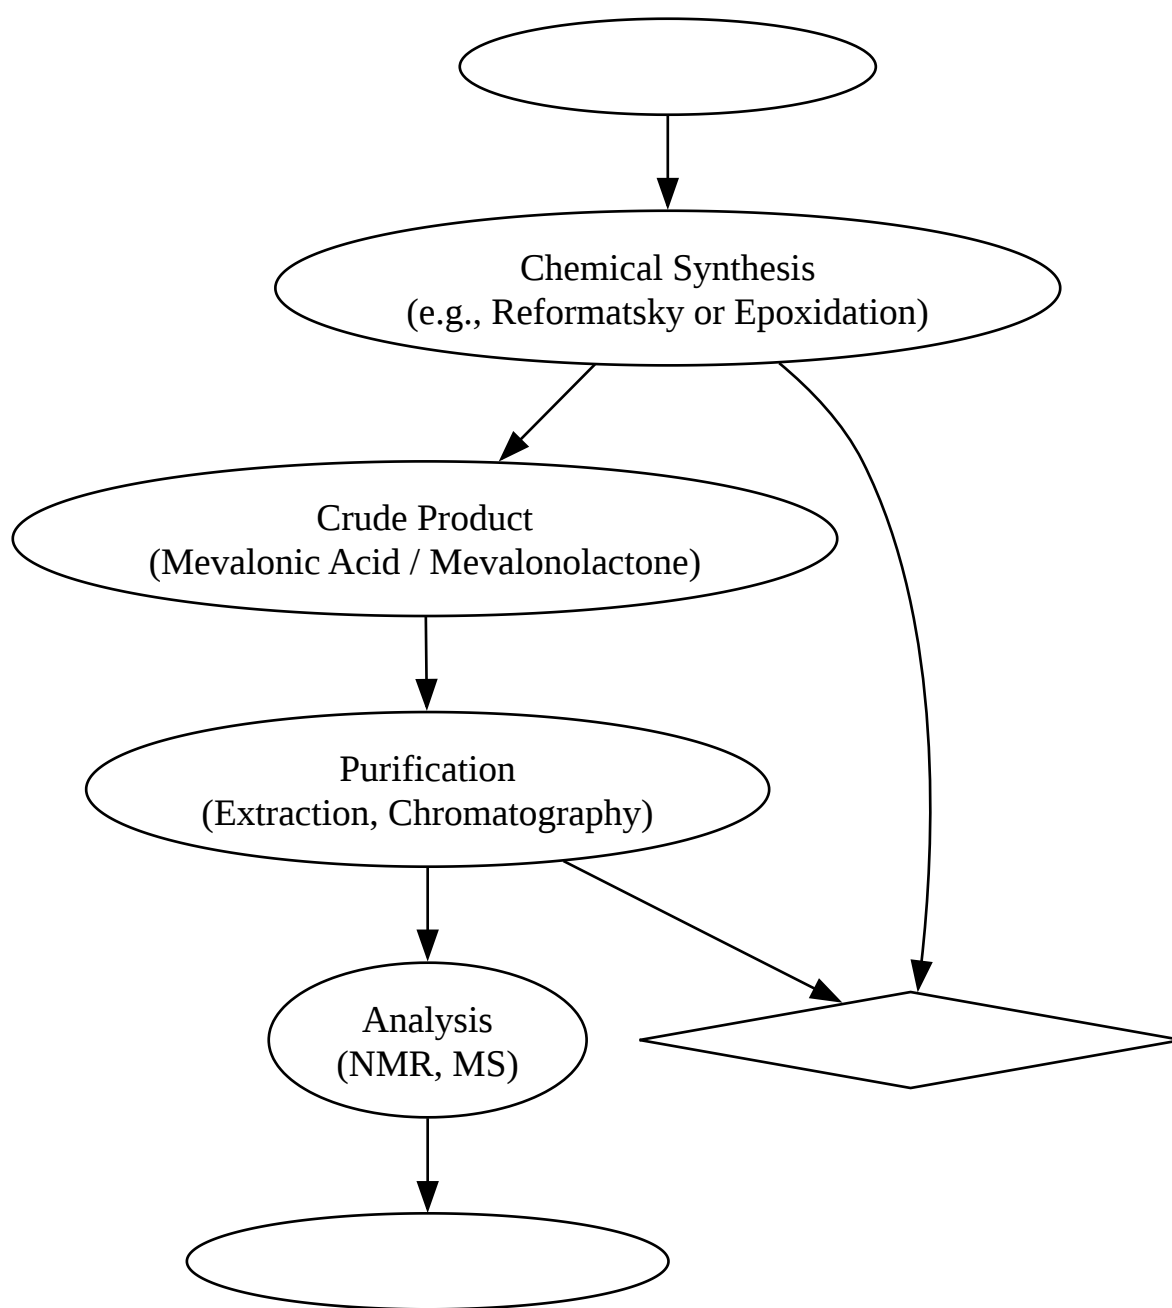 Chemical Synthesis
(e.g., Reformatsky or Epoxidation)
Crude Product
(Mevalonic Acid / Mevalonolactone)
Purification
(Extraction, Chromatography)
Analysis
(NMR, MS)